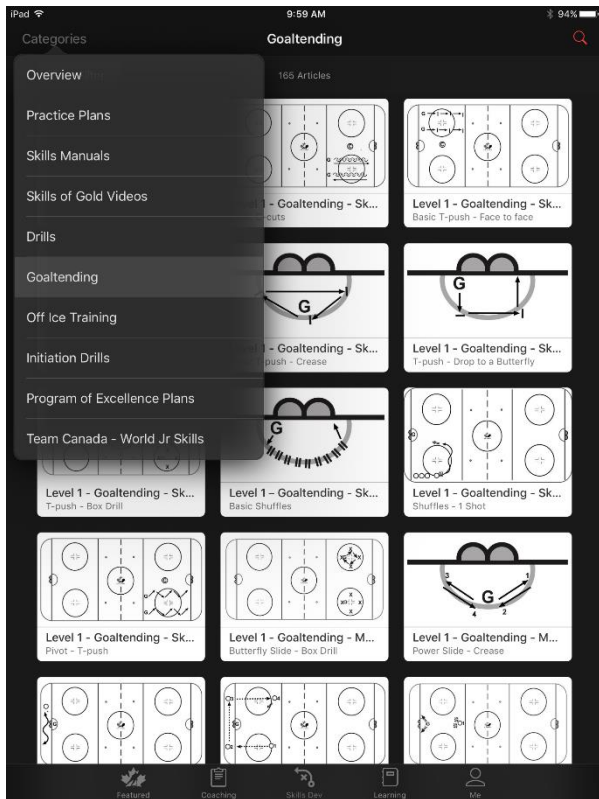 iPad 9:59 AM 94%
Categories Goaltending
165 Articles
Overview
Practice Plans
Skills Manuals
Skills of Gold Videos
Drills
Goaltending
Off Ice Training
Initiation Drills
Program of Excellence Plans
Team Canada - World Jr Skills
-cuts
Level 1 - Goaltending - Sk...
Basic T-push - Face to face
G
1 - Goaltending - Sk...
push - Crease
G
Level 1 - Goaltending - Sk...
T-push - Drop to a Butterfly
Level 1 - Goaltending - Sk...
T-push - Box Drill
G
Level 1 - Goaltending - Sk...
Basic Shuffles
Level 1 - Goaltending - Sk...
Shuffles - 1 Shot
Level 1 - Goaltending - Sk...
Pivot - T-push
Level 1 - Goaltending - M...
Butterfly Slide - Box Drill
3 1
G
4 2
Level 1 - Goaltending - M...
Power Slide - Crease
Featured Coaching Skills Dev Learning Me